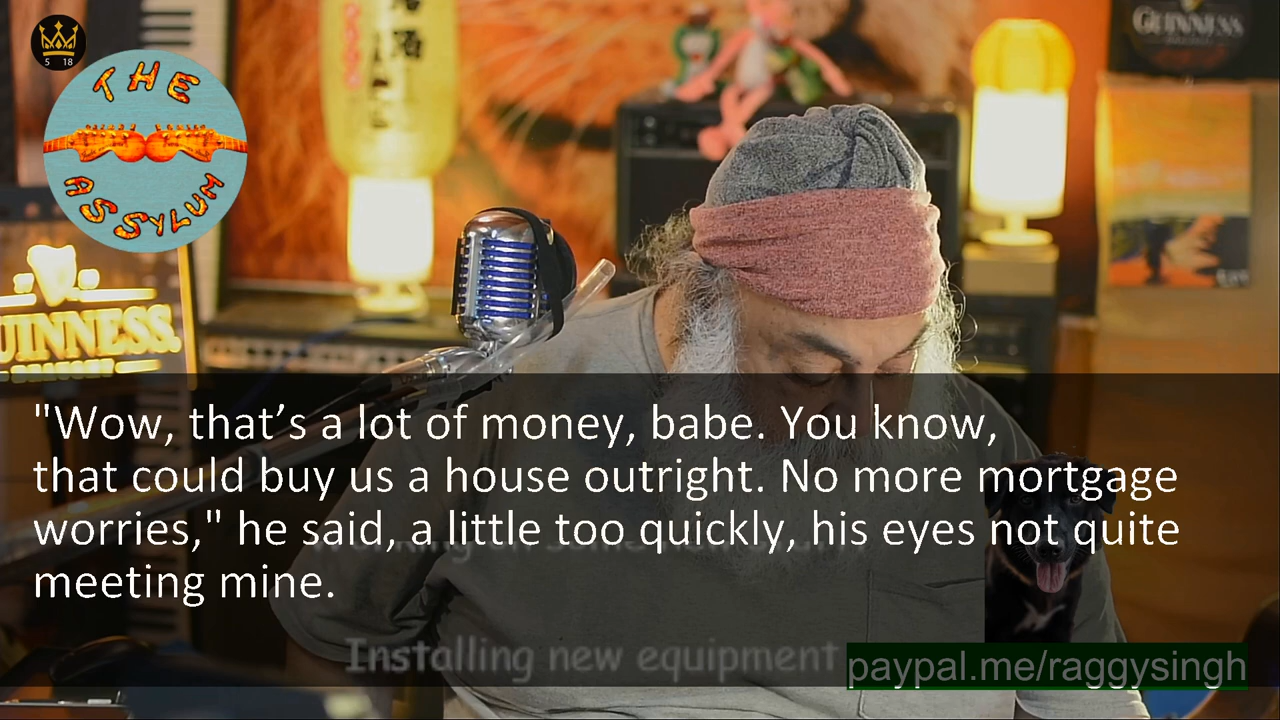 5 18
THE
ASSYLUM
GUINNESS
UINNESS.
DRAUGHT
"Wow, that’s a lot of money, babe. You know,
that could buy us a house outright. No more mortgage
worries," he said, a little too quickly, his eyes not quite
meeting mine.
Installing new equipment
paypal.me/raggysingh